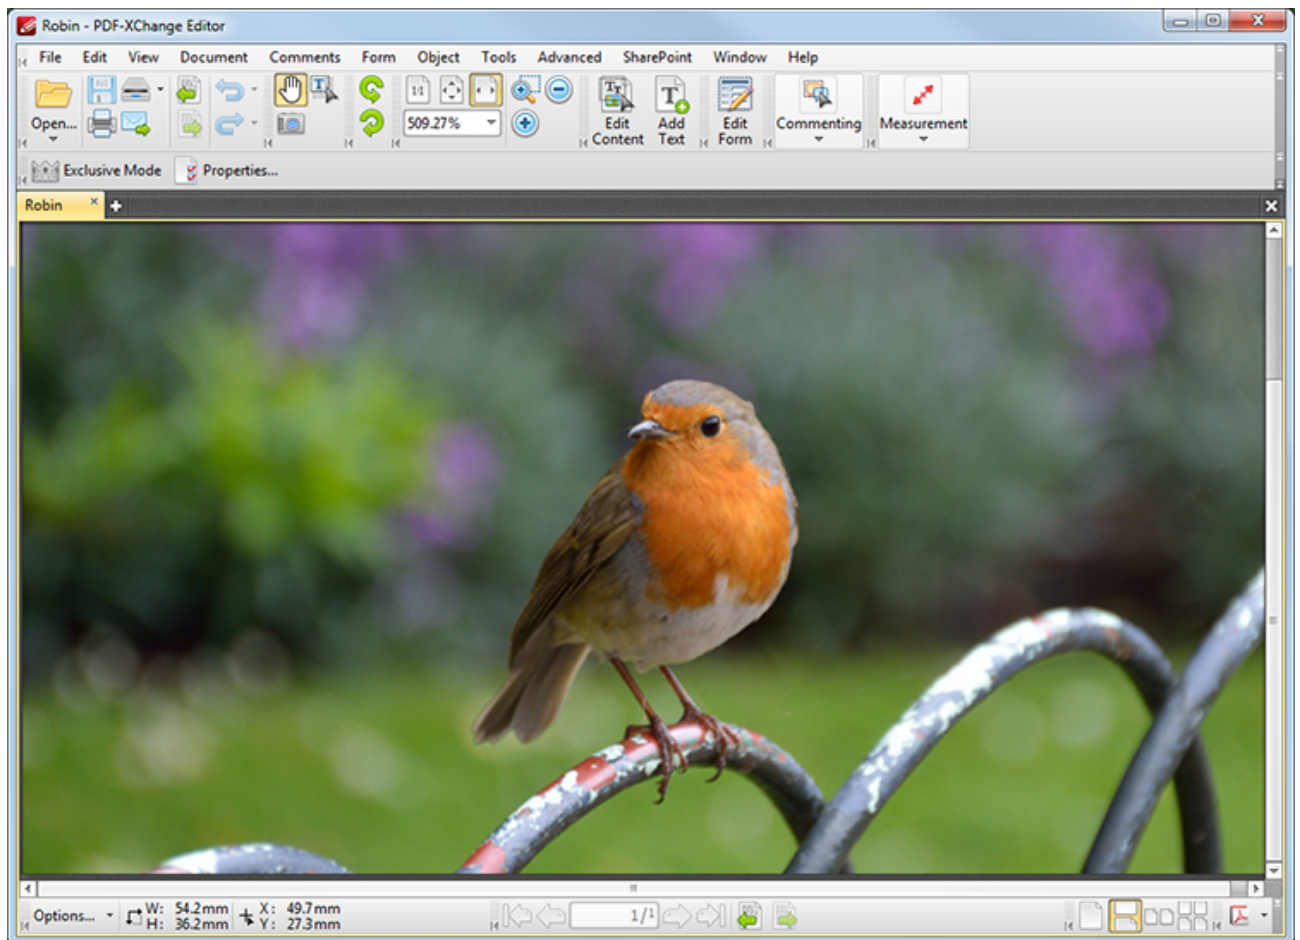 Robin - PDF-XChange Editor
File Edit View Document Comments Form Object Tools Advanced SharePoint Window Help
Open...
509.27%
Edit Content
Add Text
Edit Form
Commenting
Measurement
Exclusive Mode Properties...
Robin
Options... W: 54.2mm X: 49.7mm
H: 36.2mm Y: 27.3mm
1/1